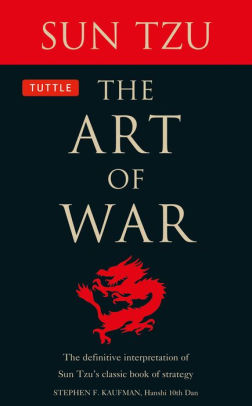 SUN TZU
TUTTLE
THE
ART
OF
WAR
The definitive interpretation of
Sun Tzu's classic book of strategy
STEPHEN F. KAUFMAN, Hanshi 10th Dan